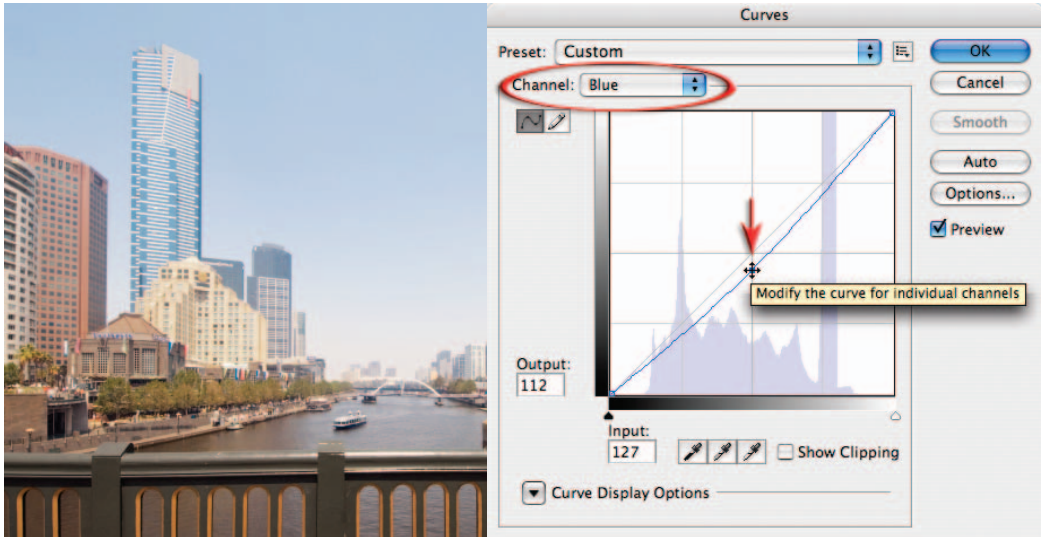 Curves
Preset: Custom
OK
Channel: Blue
Cancel
Smooth
Auto
Options...
Preview
Modify the curve for individual channels
Output:
112
Input:
127
Show Clipping
Curve Display Options